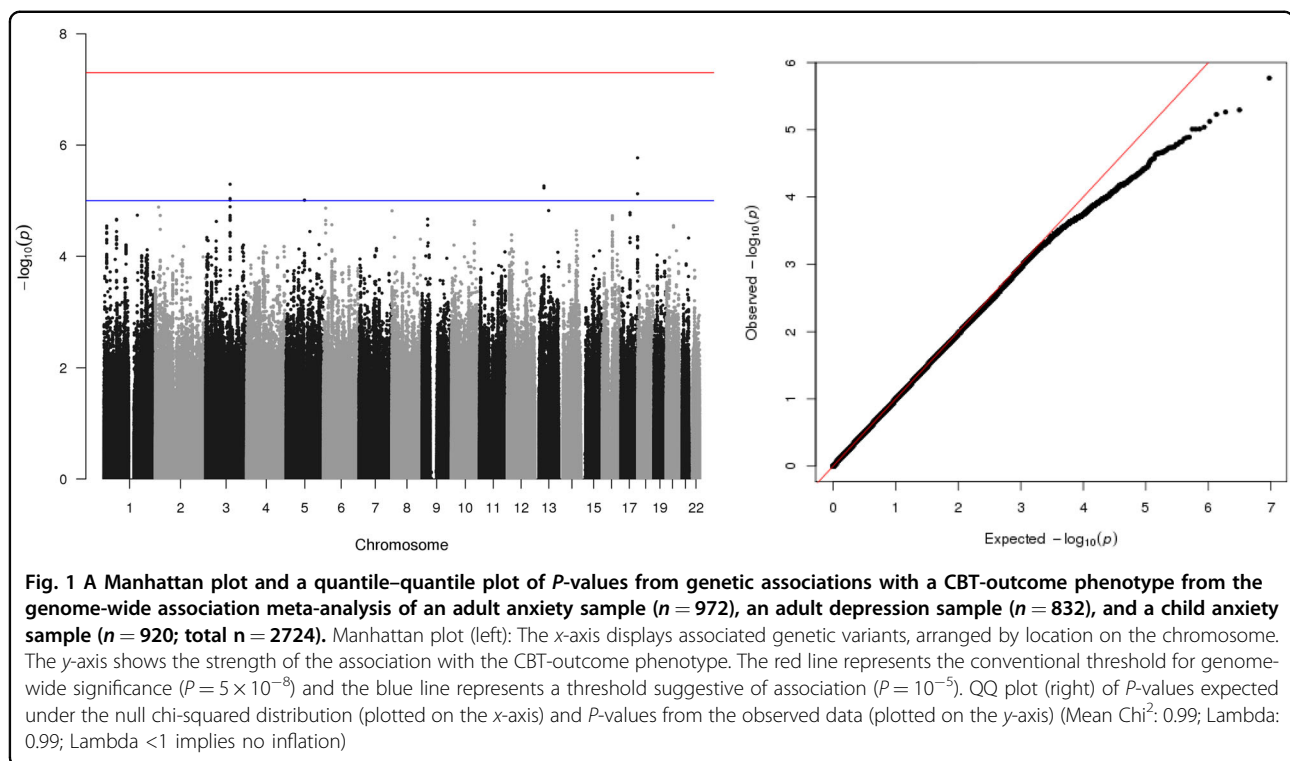 8
6
4
2
0
−log10(p)
1 2 3 4 5 6 7 8 9 10 11 12 13 15 17 19 22
Chromosome
6
5
4
3
2
1
0
Observed −log10(p)
0 1 2 3 4 5 6 7
Expected −log10(p)
Fig. 1 A Manhattan plot and a quantile–quantile plot of P-values from genetic associations with a CBT-outcome phenotype from the
genome-wide association meta-analysis of an adult anxiety sample (n = 972), an adult depression sample (n = 832), and a child anxiety
sample (n = 920; total n = 2724). Manhattan plot (left): The x-axis displays associated genetic variants, arranged by location on the chromosome.
The y-axis shows the strength of the association with the CBT-outcome phenotype. The red line represents the conventional threshold for genome-
wide significance (P = 5 × 10−8) and the blue line represents a threshold suggestive of association (P = 10−5). QQ plot (right) of P-values expected
under the null chi-squared distribution (plotted on the x-axis) and P-values from the observed data (plotted on the y-axis) (Mean Chi2: 0.99; Lambda:
0.99; Lambda <1 implies no inflation)